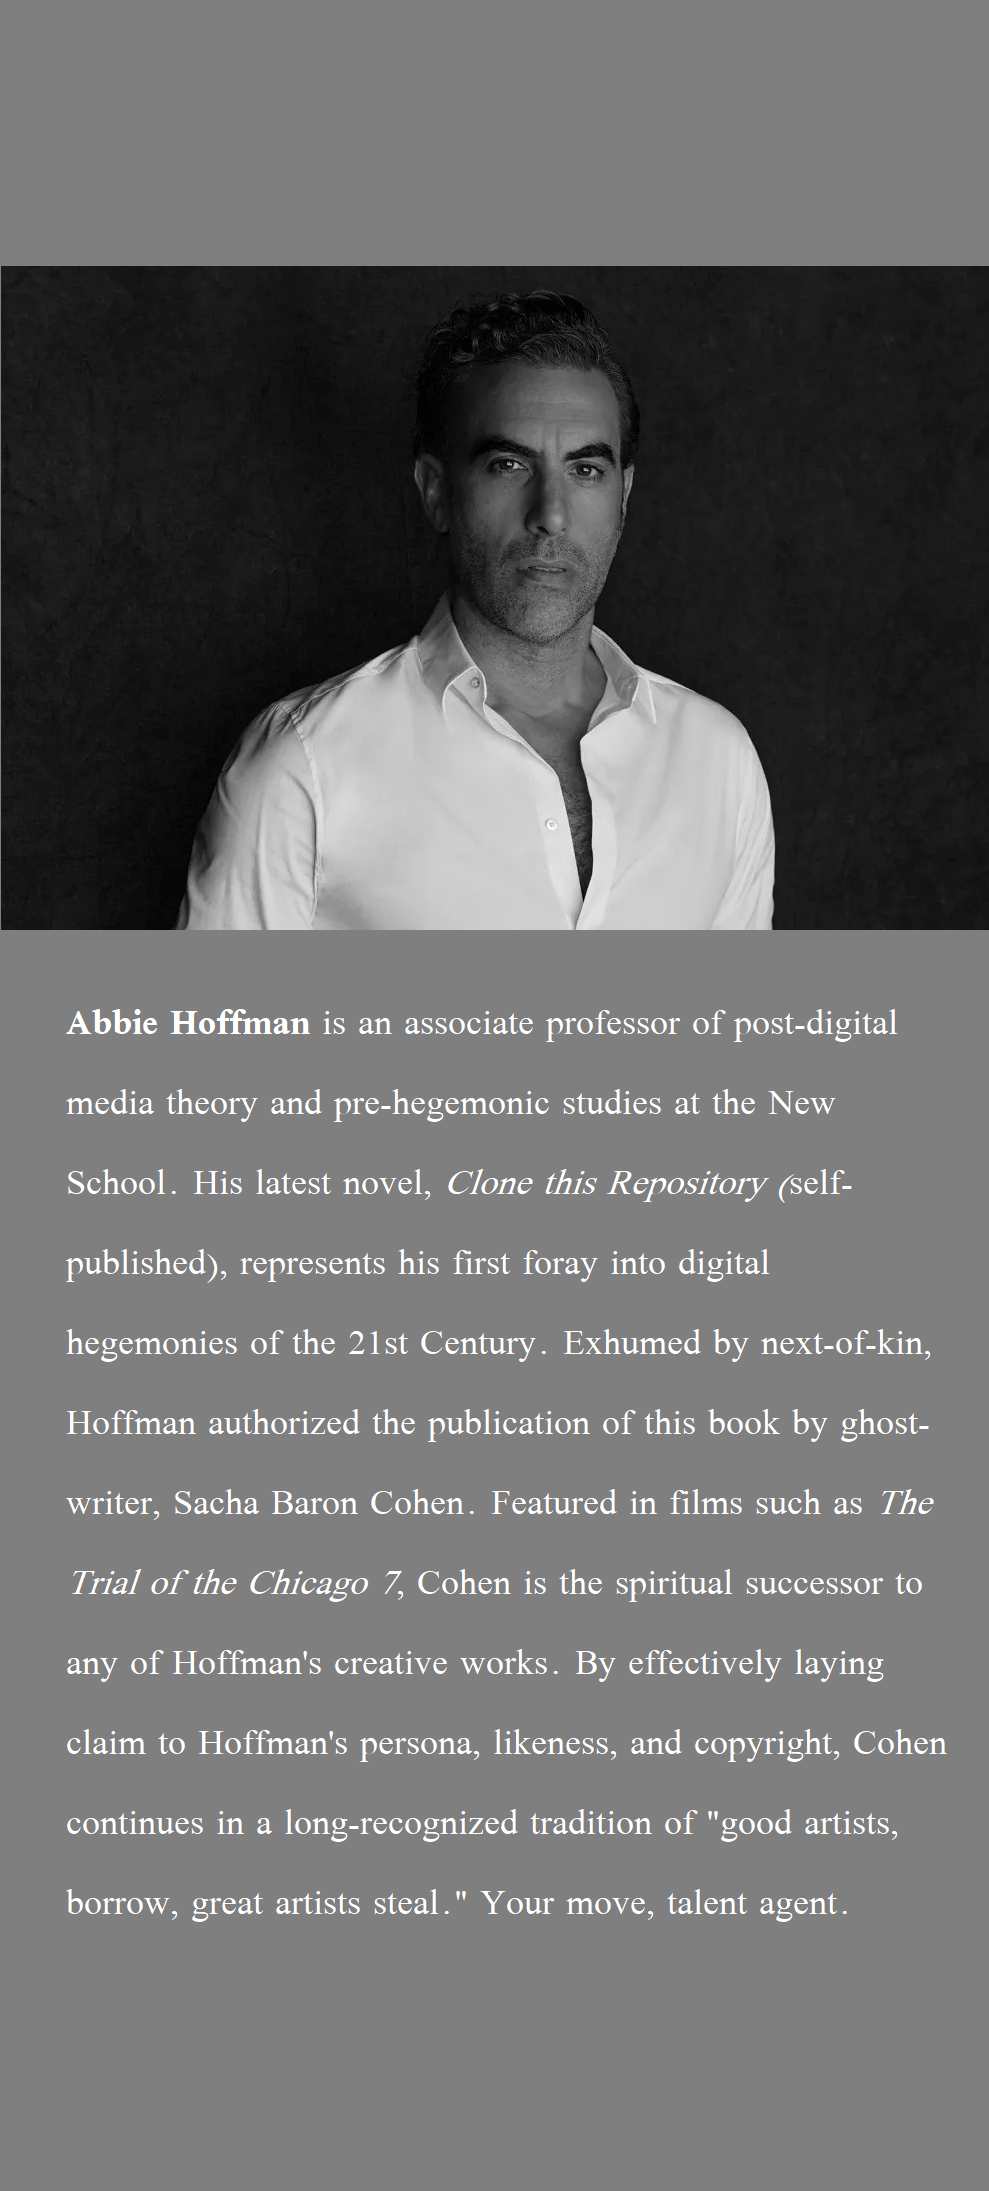 Abbie Hoffman is an associate professor of post-digital
media theory and pre-hegemonic studies at the New
School. His latest novel, Clone this Repository (self-
published), represents his first foray into digital
hegemonies of the 21st Century. Exhumed by next-of-kin,
Hoffman authorized the publication of this book by ghost-
writer, Sacha Baron Cohen. Featured in films such as The
Trial of the Chicago 7, Cohen is the spiritual successor to
any of Hoffman's creative works. By effectively laying
claim to Hoffman's persona, likeness, and copyright, Cohen
continues in a long-recognized tradition of "good artists,
borrow, great artists steal." Your move, talent agent.